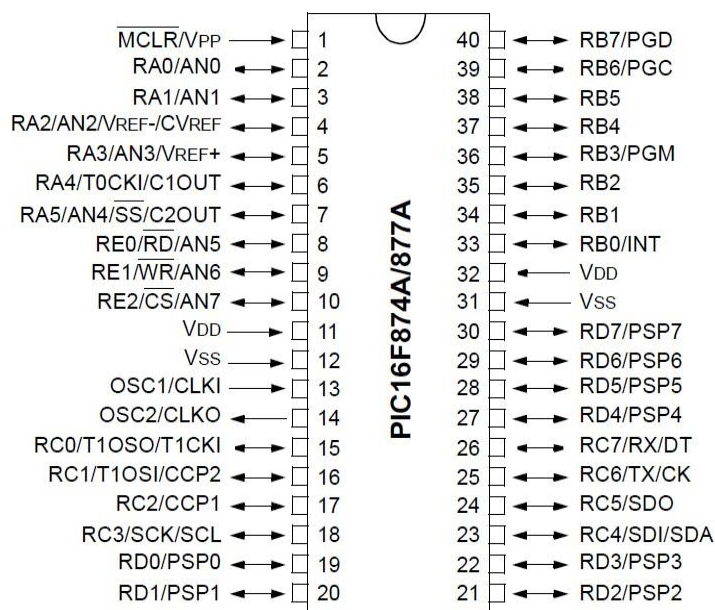 MCLR/VPP 1 40 RB7/PGD
RA0/AN0 2 39 RB6/PGC
RA1/AN1 3 38 RB5
RA2/AN2/VREF-/CVREF 4 37 RB4
RA3/AN3/VREF+ 5 36 RB3/PGM
RA4/T0CKI/C1OUT 6 35 RB2
RA5/AN4/SS/C2OUT 7 34 RB1
RE0/RD/AN5 8 33 RB0/INT
RE1/WR/AN6 9 32 VDD
RE2/CS/AN7 10 31 VSS
VDD 11 30 RD7/PSP7
VSS 12 29 RD6/PSP6
OSC1/CLKI 13 28 RD5/PSP5
OSC2/CLKO 14 27 RD4/PSP4
RC0/T1OSO/T1CKI 15 26 RC7/RX/DT
RC1/T1OSI/CCP2 16 25 RC6/TX/CK
RC2/CCP1 17 24 RC5/SDO
RC3/SCK/SCL 18 23 RC4/SDI/SDA
RD0/PSP0 19 22 RD3/PSP3
RD1/PSP1 20 21 RD2/PSP2
PIC16F874A/877A